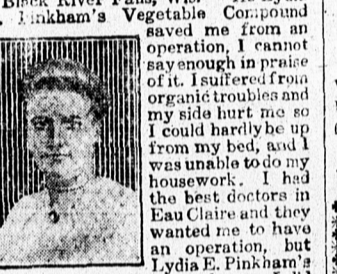 Black River Falls, Wis.
Pinkham's Vegetable Compound
saved me from an
operation, I cannot
say enough in praise
of it. I suffered from
organic troubles and
my side hurt me so
I could hardly be up
from my bed, and I
was unable to do my
housework. I had
the best doctors in
Eau Claire and they
wanted me to have
an operation, but
Lydia E. Pinkham's